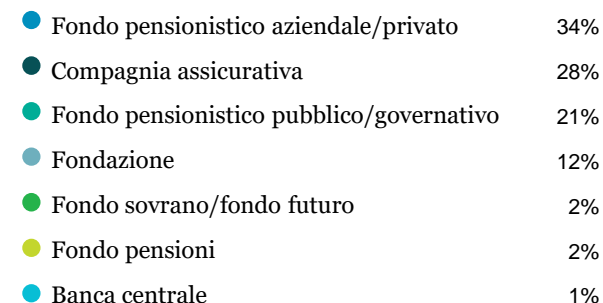 Fondo pensionistico aziendale/privato 34%
Compagnia assicurativa 28%
Fondo pensionistico pubblico/governativo 21%
Fondazione 12%
Fondo sovrano/fondo futuro 2%
Fondo pensioni 2%
Banca centrale 1%